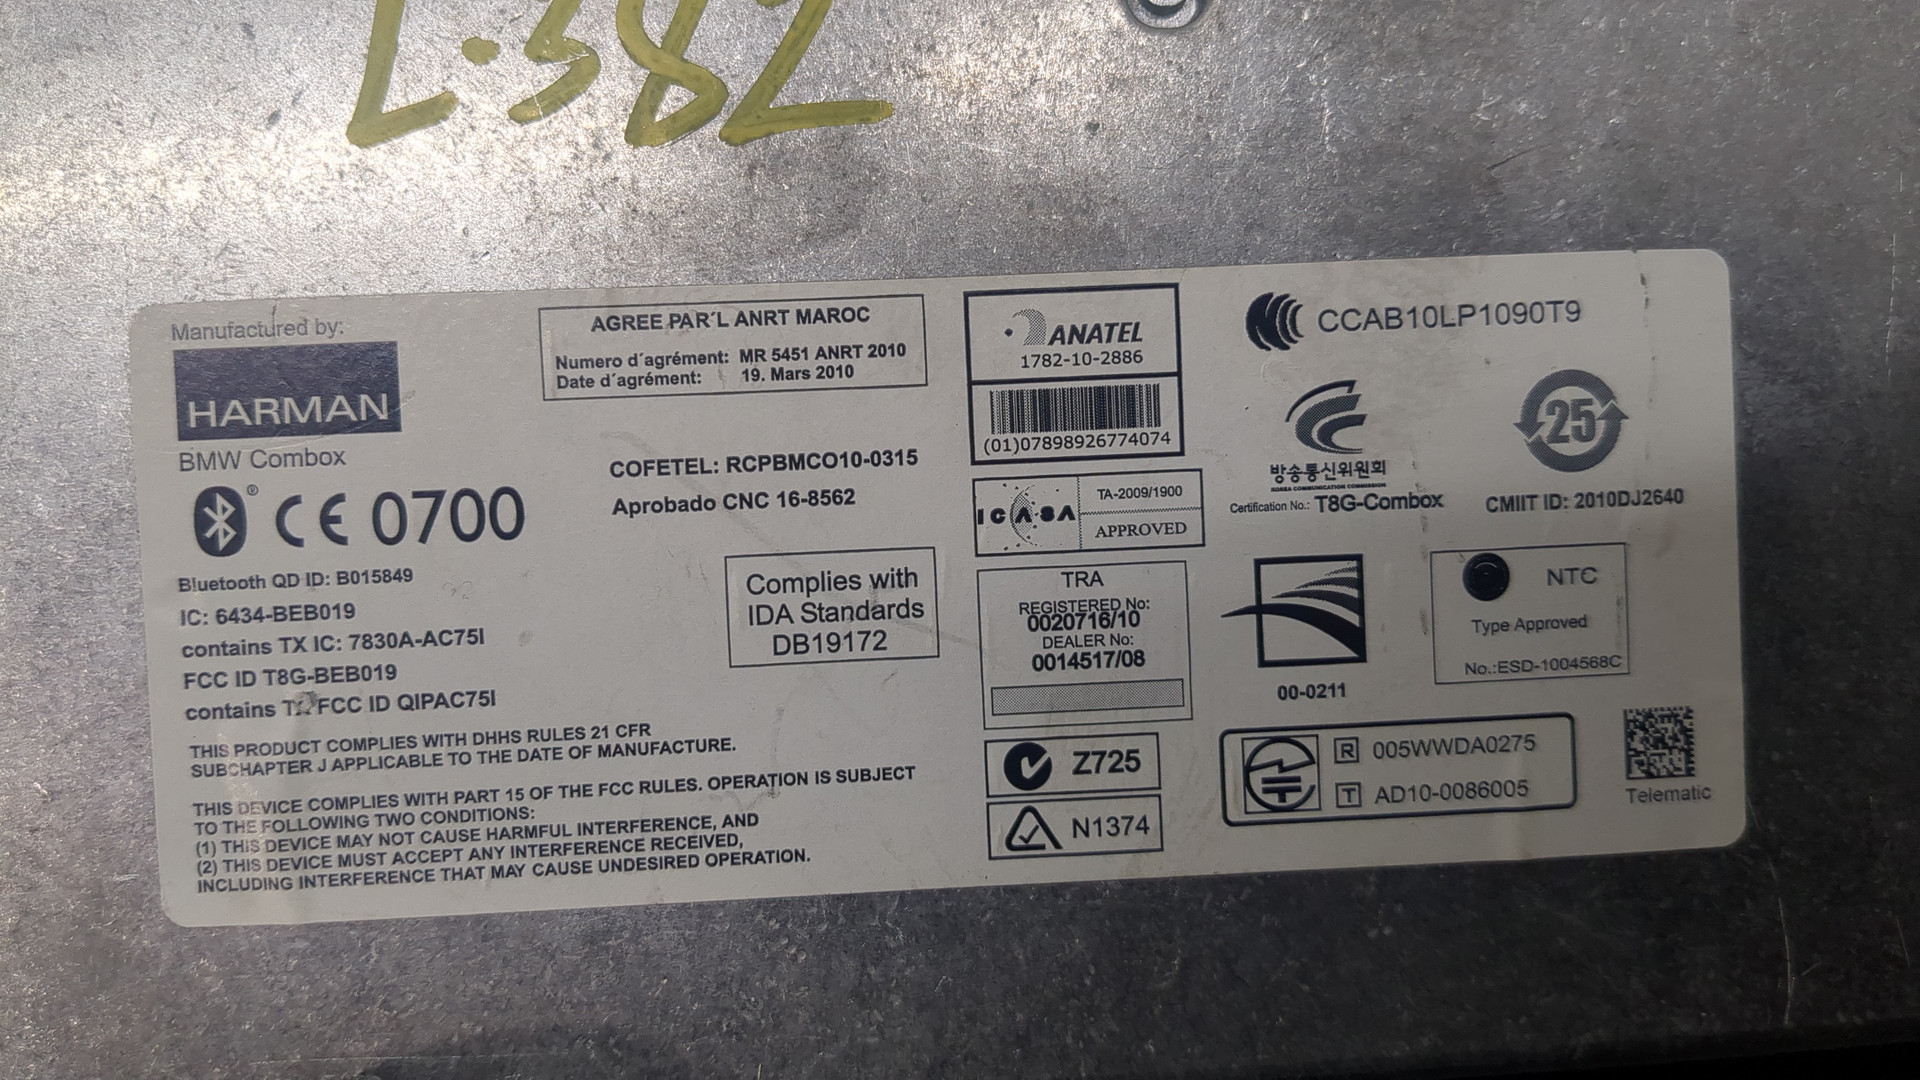 L.382
Manufactured by:
HARMAN
BMW Combox
CE 0700
Bluetooth QD ID: B015849
IC: 6434-BEB019
contains TX IC: 7830A-AC75I
FCC ID T8G-BEB019
contains TX FCC ID QIPAC75I
THIS PRODUCT COMPLIES WITH DHHS RULES 21 CFR
SUBCHAPTER J APPLICABLE TO THE DATE OF MANUFACTURE.
THIS DEVICE COMPLIES WITH PART 15 OF THE FCC RULES. OPERATION IS SUBJECT
TO THE FOLLOWING TWO CONDITIONS:
(1) THIS DEVICE MAY NOT CAUSE HARMFUL INTERFERENCE, AND
(2) THIS DEVICE MUST ACCEPT ANY INTERFERENCE RECEIVED,
INCLUDING INTERFERENCE THAT MAY CAUSE UNDESIRED OPERATION.
AGREE PAR´L ANRT MAROC
Numero d´agrément: MR 5451 ANRT 2010
Date d´agrément: 19. Mars 2010
COFETEL: RCPBMCO10-0315
Aprobado CNC 16-8562
Complies with
IDA Standards
DB19172
ANATEL
1782-10-2886
(01)07898926774074
ICASA
TA-2009/1900
APPROVED
TRA
REGISTERED No:
0020716/10
DEALER No:
0014517/08
Z725
N1374
CCAB10LP1090T9
방송통신위원회
KOREA COMMUNICATIONS COMMISSION
Certification No.: T8G-Combox
25
CMIIT ID: 2010DJ2640
00-0211
NTC
Type Approved
No.:ESD-1004568C
R 005WWDA0275
T AD10-0086005
Telematic